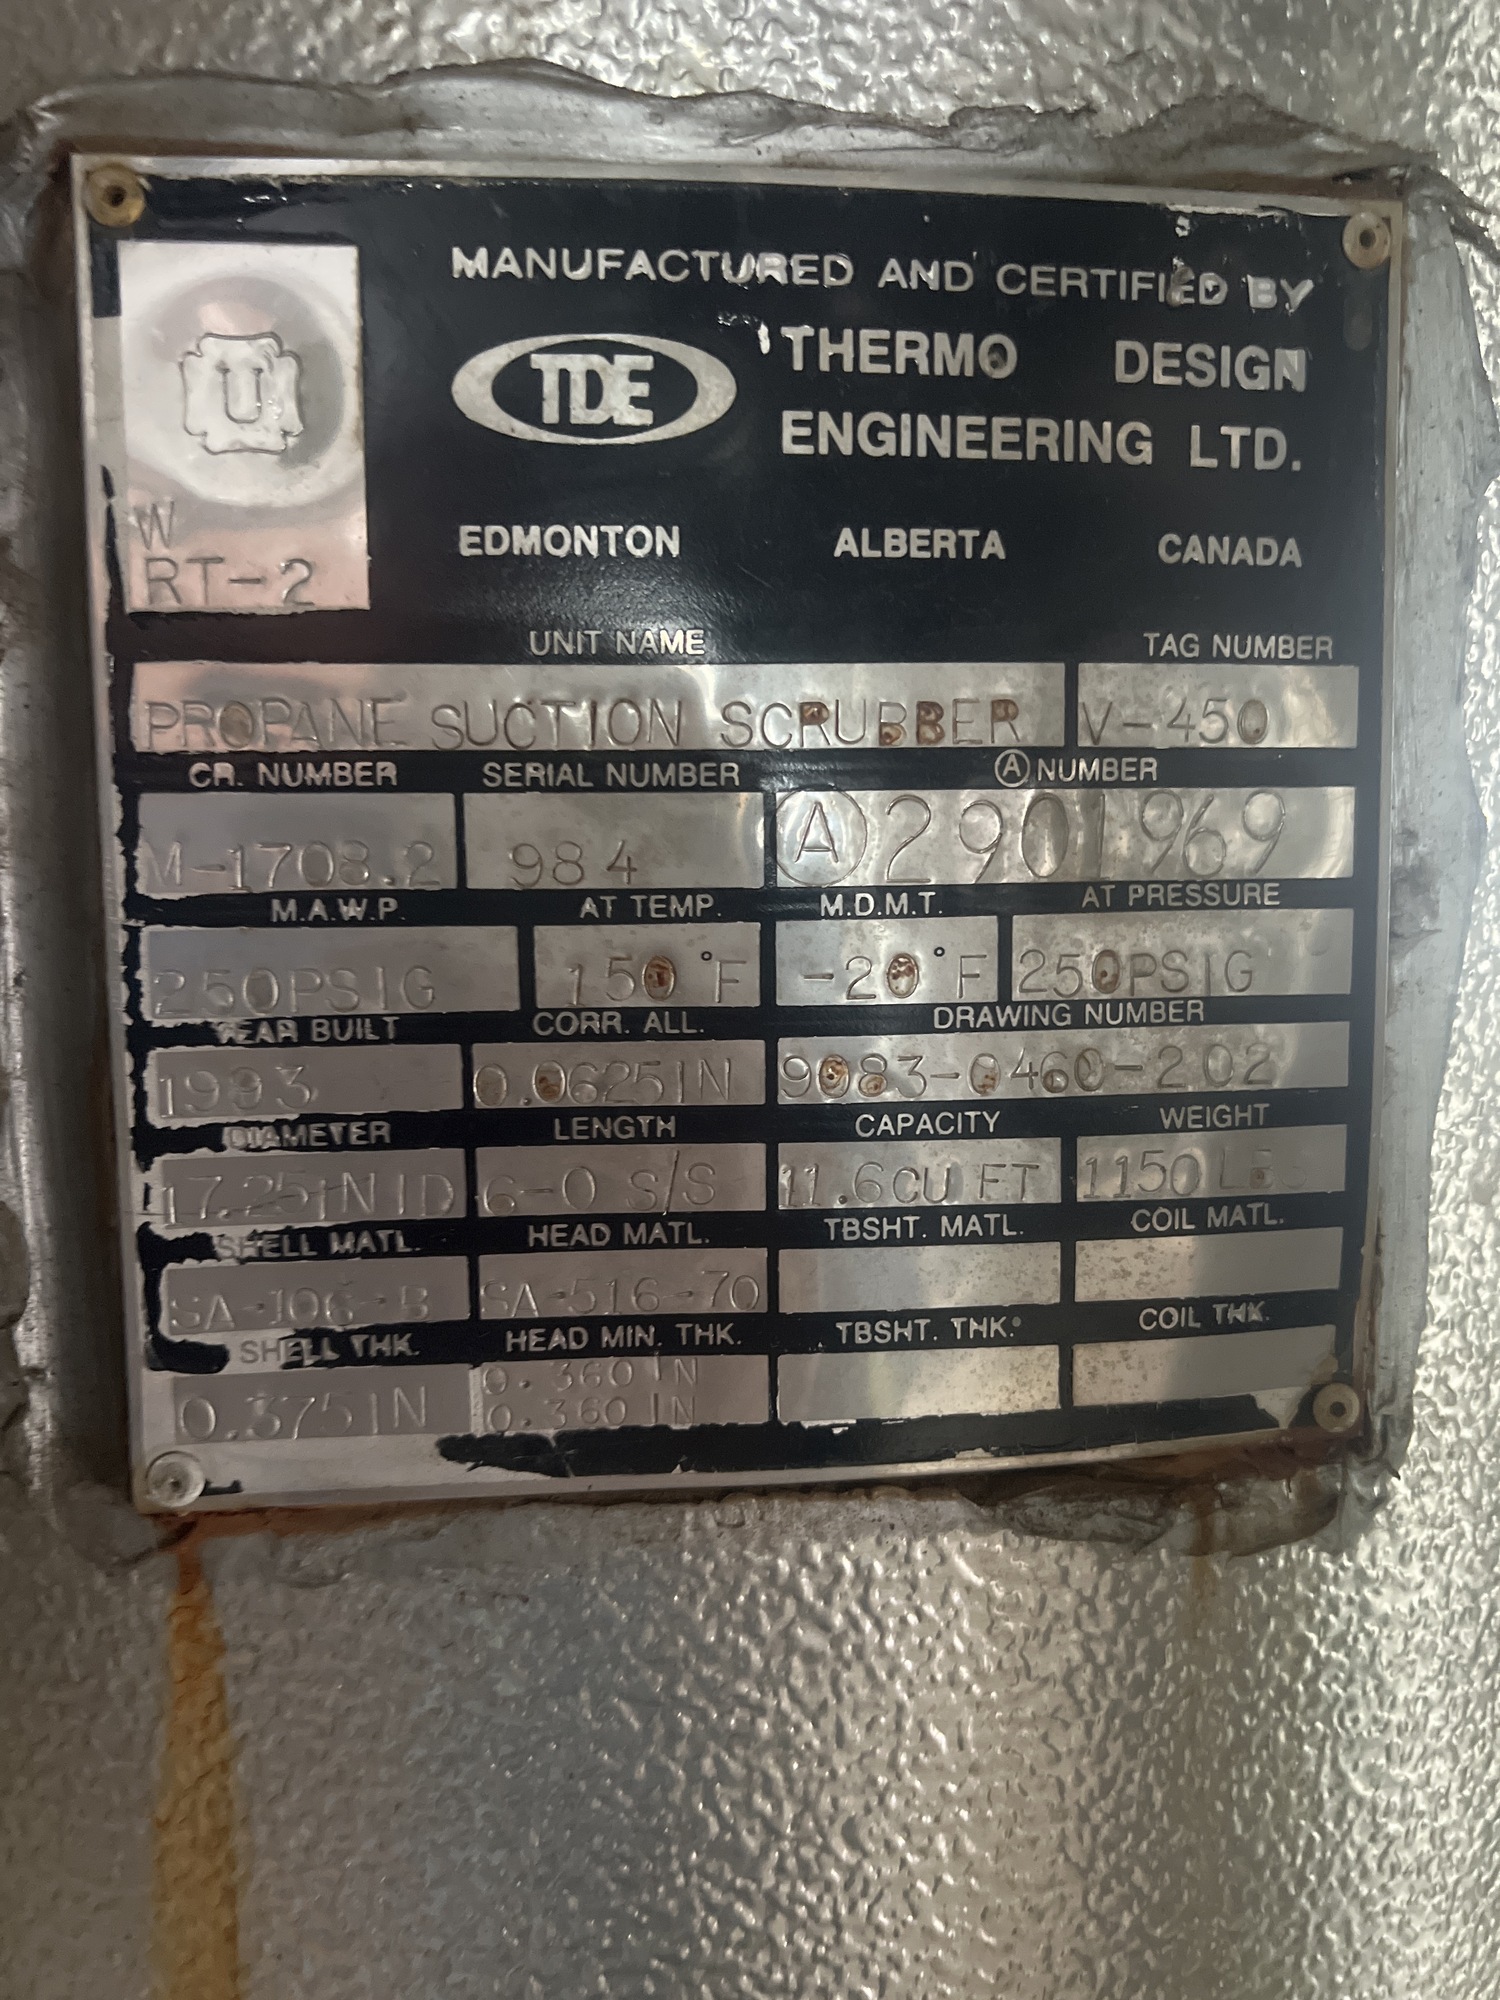 MANUFACTURED AND CERTIFIED BY
U
TDE
THERMO DESIGN
ENGINEERING LTD.
W
RT-2
EDMONTON ALBERTA CANADA
UNIT NAME TAG NUMBER
PROPANE SUCTION SCRUBBER V-450
CR. NUMBER SERIAL NUMBER Ⓐ NUMBER
M-1708.2 984 Ⓐ2901969
M.A.W.P. AT TEMP. M.D.M.T. AT PRESSURE
250PSIG 150 °F -20 °F 250PSIG
YEAR BUILT CORR. ALL. DRAWING NUMBER
1993 0.0625IN 9083-0460-202
DIAMETER LENGTH CAPACITY WEIGHT
17.25IN ID 6-0 S/S 11.6CU FT 1150 LBS
SHELL MATL. HEAD MATL. TBSHT. MATL. COIL MATL.
SA-106-B SA-516-70
SHELL THK. HEAD MIN. THK. TBSHT. THK. COIL THK.
0.375IN 0.360 IN
0.360 IN